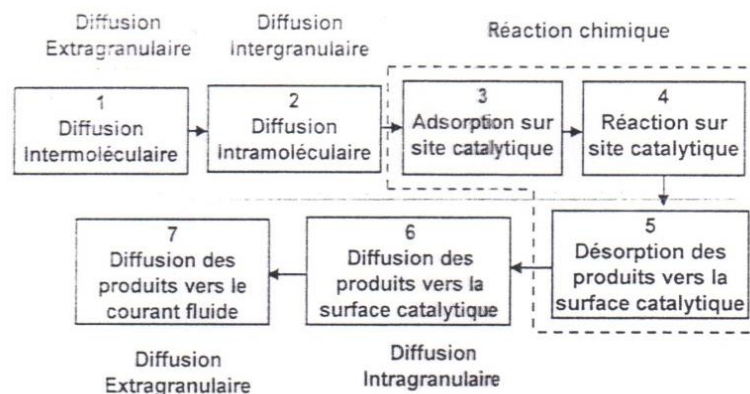 Diffusion
Extragranulaire
Diffusion
Intergranulaire
Réaction chimique
1
Diffusion
Intermoléculaire
2
Diffusion
Intramoléculaire
3
Adsorption sur
site catalytique
4
Réaction sur
site catalytique
7
Diffusion des
produits vers le
courant fluide
6
Diffusion des
produits vers la
surface catalytique
5
Désorption des
produits vers la
surface catalytique
Diffusion
Extragranulaire
Diffusion
Intragranulaire